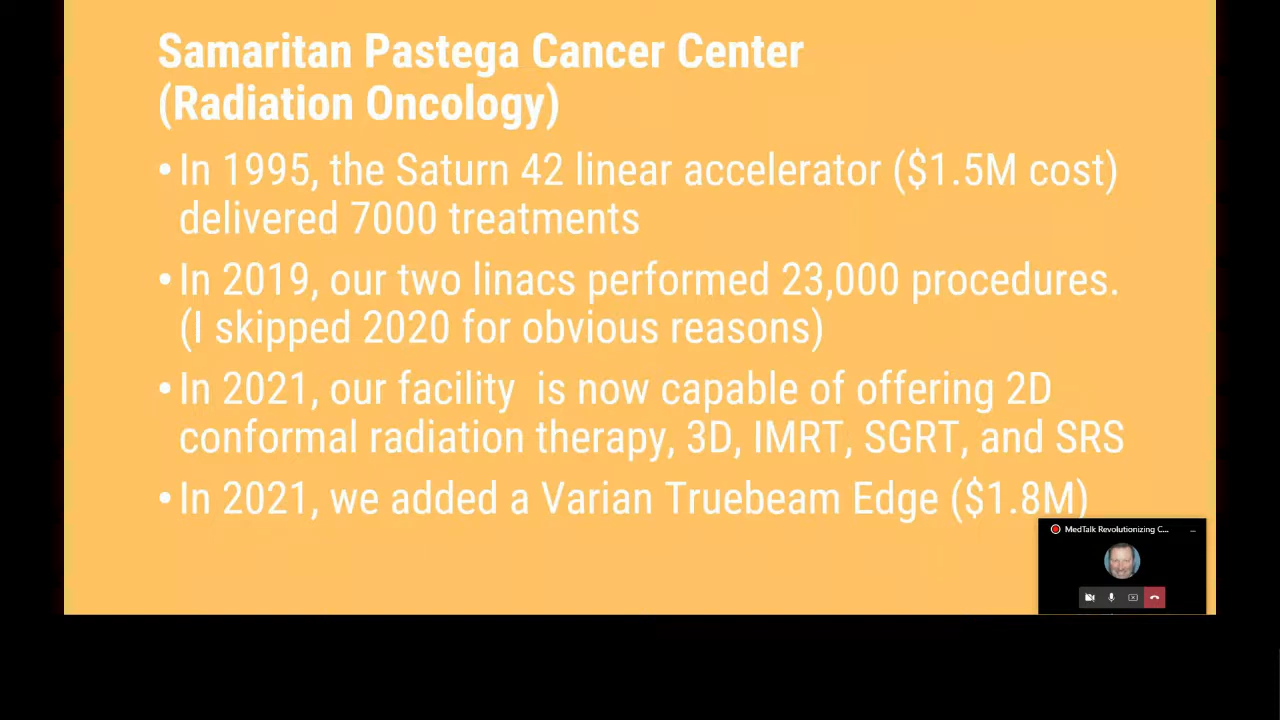 Samaritan Pastega Cancer Center
(Radiation Oncology)
•In 1995, the Saturn 42 linear accelerator ($1.5M cost)
delivered 7000 treatments
•In 2019, our two linacs performed 23,000 procedures.
(I skipped 2020 for obvious reasons)
•In 2021, our facility  is now capable of offering 2D
conformal radiation therapy, 3D, IMRT, SGRT, and SRS
•In 2021, we added a Varian Truebeam Edge ($1.8M)
MedTalk Revolutionizing C...